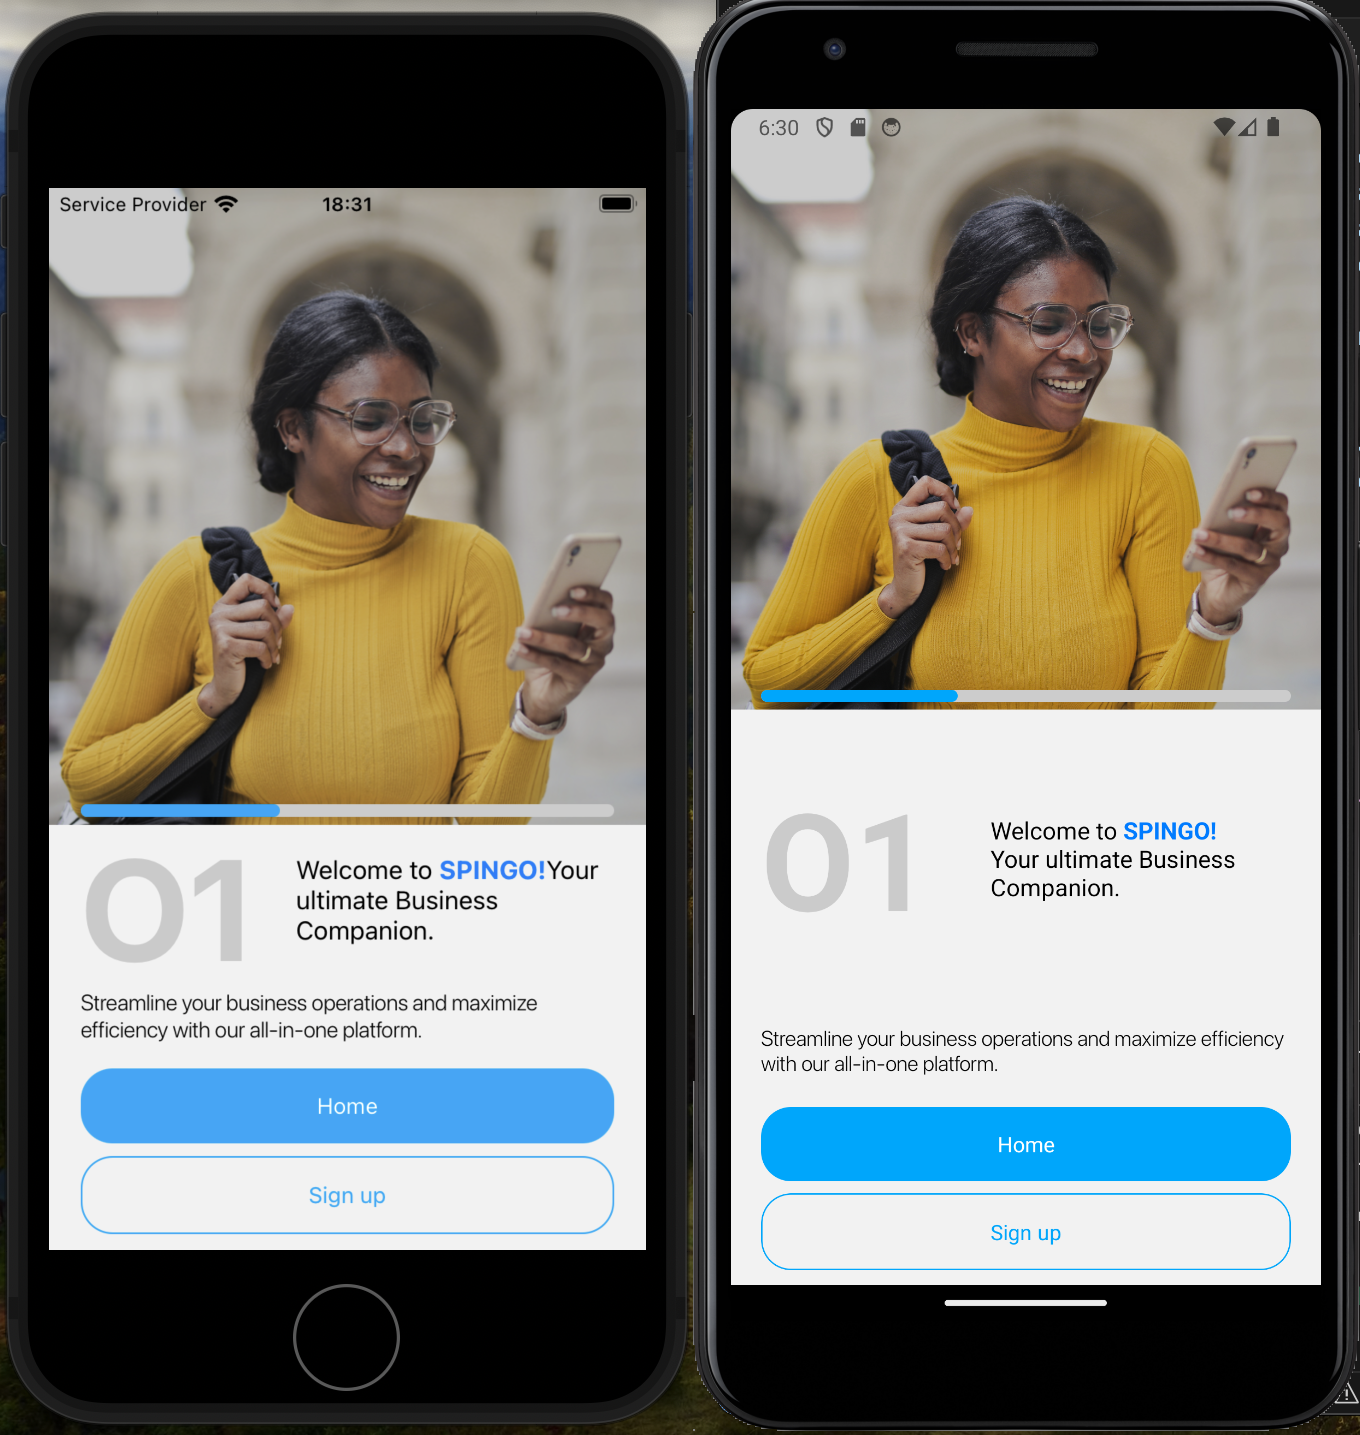 Service Provider 18:31
01
Welcome to SPINGO!Your
ultimate Business
Companion.
Streamline your business operations and maximize
efficiency with our all-in-one platform.
Home
Sign up
6:30
01
Welcome to SPINGO!
Your ultimate Business
Companion.
Streamline your business operations and maximize efficiency
with our all-in-one platform.
Home
Sign up